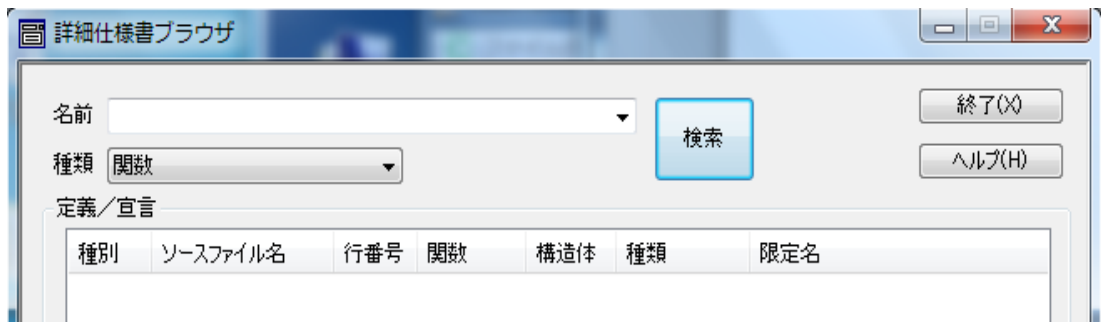 詳細仕様書ブラウザ
名前
検索
終了(X)
種類 関数
ヘルプ(H)
定義／宣言
種別 ソースファイル名 行番号 関数 構造体 種類 限定名